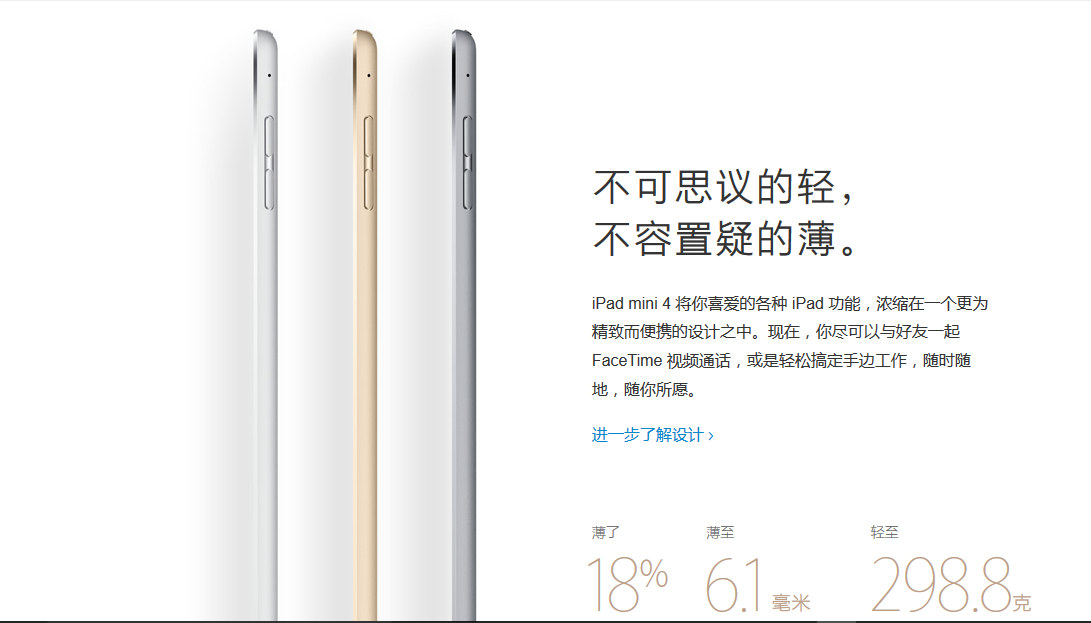 不可思议的轻，
不容置疑的薄。
iPad mini 4 将你喜爱的各种 iPad 功能，浓缩在一个更为
精致而便携的设计之中。现在，你尽可以与好友一起
FaceTime 视频通话，或是轻松搞定手边工作，随时随
地，随你所愿。
进一步了解设计 ›
薄了 薄至 轻至
18% 6.1 毫米 298.8克